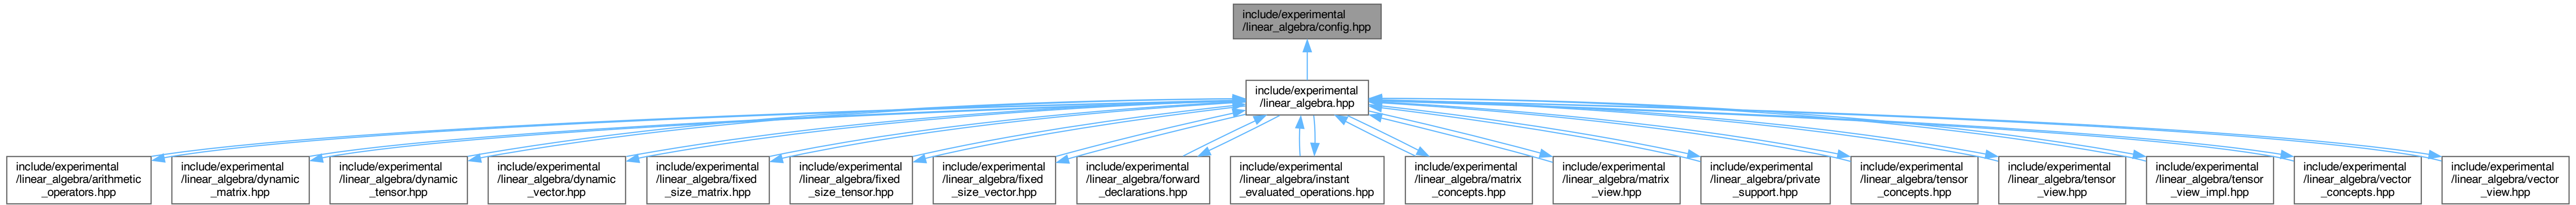 include/experimental
/linear_algebra/config.hpp
include/experimental
/linear_algebra.hpp
include/experimental
/linear_algebra/arithmetic
_operators.hpp
include/experimental
/linear_algebra/dynamic
_matrix.hpp
include/experimental
/linear_algebra/dynamic
_tensor.hpp
include/experimental
/linear_algebra/dynamic
_vector.hpp
include/experimental
/linear_algebra/fixed
_size_matrix.hpp
include/experimental
/linear_algebra/fixed
_size_tensor.hpp
include/experimental
/linear_algebra/fixed
_size_vector.hpp
include/experimental
/linear_algebra/forward
_declarations.hpp
include/experimental
/linear_algebra/instant
_evaluated_operations.hpp
include/experimental
/linear_algebra/matrix
_concepts.hpp
include/experimental
/linear_algebra/matrix
_view.hpp
include/experimental
/linear_algebra/private
_support.hpp
include/experimental
/linear_algebra/tensor
_concepts.hpp
include/experimental
/linear_algebra/tensor
_view.hpp
include/experimental
/linear_algebra/tensor
_view_impl.hpp
include/experimental
/linear_algebra/vector
_concepts.hpp
include/experimental
/linear_algebra/vector
_view.hpp